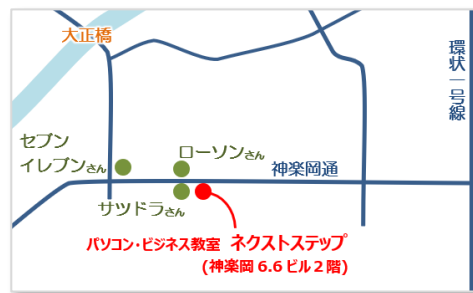 大正橋
環状一号線
セブン
イレブンさん
ローソンさん
神楽岡通
サツドラさん
パソコン・ビジネス教室 ネクストステップ
(神楽岡 6.6 ビル 2 階)